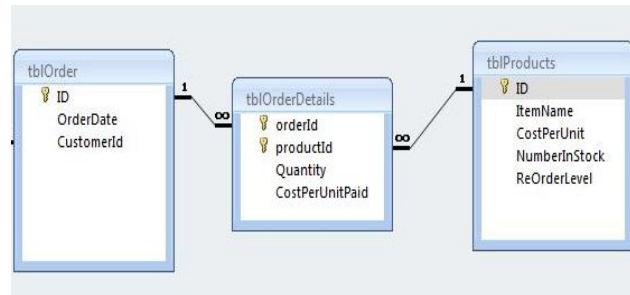 tblOrder
ID
OrderDate
CustomerId
1
∞
tblOrderDetails
orderId
productId
Quantity
CostPerUnitPaid
∞
1
tblProducts
ID
ItemName
CostPerUnit
NumberInStock
ReOrderLevel